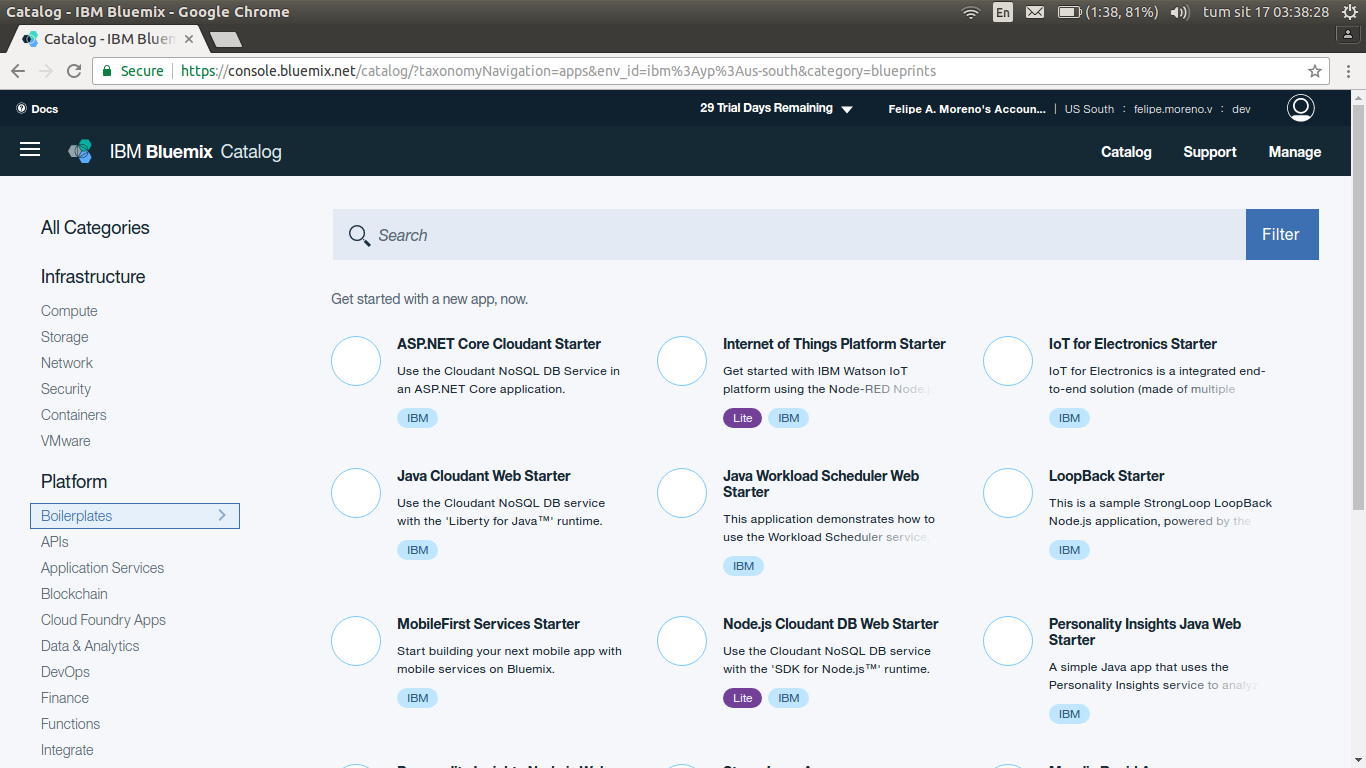 Catalog - IBM Bluemix - Google Chrome
En
(1:38, 81%)
tum sit 17 03:38:28
Catalog - IBM Bluem
Secure
https://console.bluemix.net/catalog/?taxonomyNavigation=apps&env_id=ibm%3Ayp%3Aus-south&category=blueprints
Docs
29 Trial Days Remaining
Felipe A. Moreno's Accoun... | US South : felipe.moreno.v : dev
IBM Bluemix Catalog
Catalog
Support
Manage
All Categories
Infrastructure
Compute
Storage
Network
Security
Containers
VMware
Platform
Boilerplates
APIs
Application Services
Blockchain
Cloud Foundry Apps
Data & Analytics
DevOps
Finance
Functions
Integrate
Search
Filter
Get started with a new app, now.
ASP.NET Core Cloudant Starter
Use the Cloudant NoSQL DB Service in
an ASP.NET Core application.
IBM
Internet of Things Platform Starter
Get started with IBM Watson IoT
platform using the Node-RED Node.j
Lite
IBM
IoT for Electronics Starter
IoT for Electronics is a integrated end-
to-end solution (made of multiple
IBM
Java Cloudant Web Starter
Use the Cloudant NoSQL DB service
with the 'Liberty for Java™' runtime.
IBM
Java Workload Scheduler Web
Starter
This application demonstrates how to
use the Workload Scheduler service,
IBM
LoopBack Starter
This is a sample StrongLoop LoopBack
Node.js application, powered by the
IBM
MobileFirst Services Starter
Start building your next mobile app with
mobile services on Bluemix.
IBM
Node.js Cloudant DB Web Starter
Use the Cloudant NoSQL DB service
with the 'SDK for Node.js™' runtime.
Lite
IBM
Personality Insights Java Web
Starter
A simple Java app that uses the
Personality Insights service to analyz
IBM